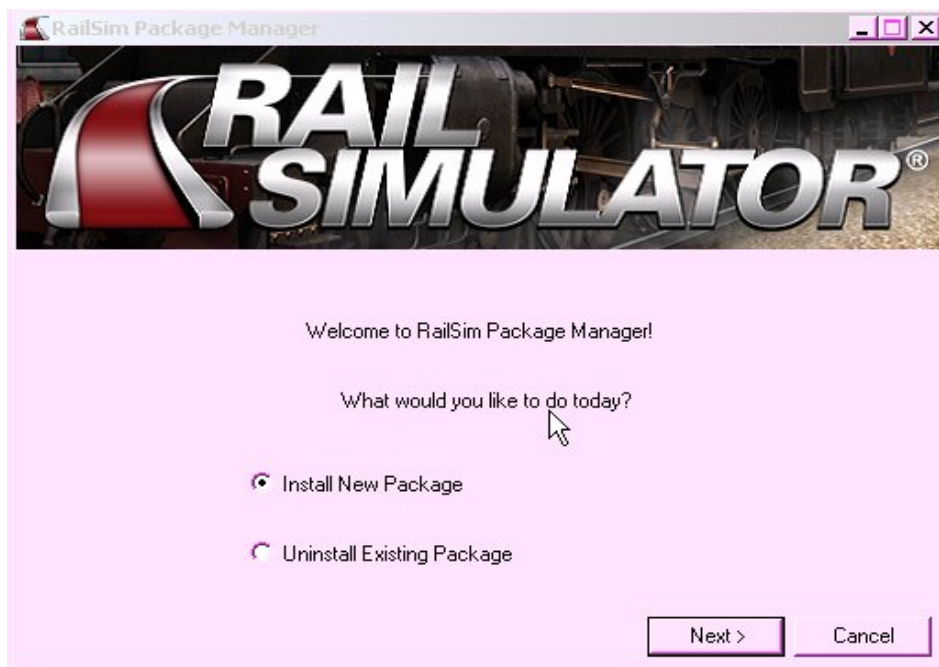 RailSim Package Manager
RAIL
SIMULATOR®
Welcome to RailSim Package Manager!
What would you like to do today?
Install New Package
Uninstall Existing Package
Next >
Cancel